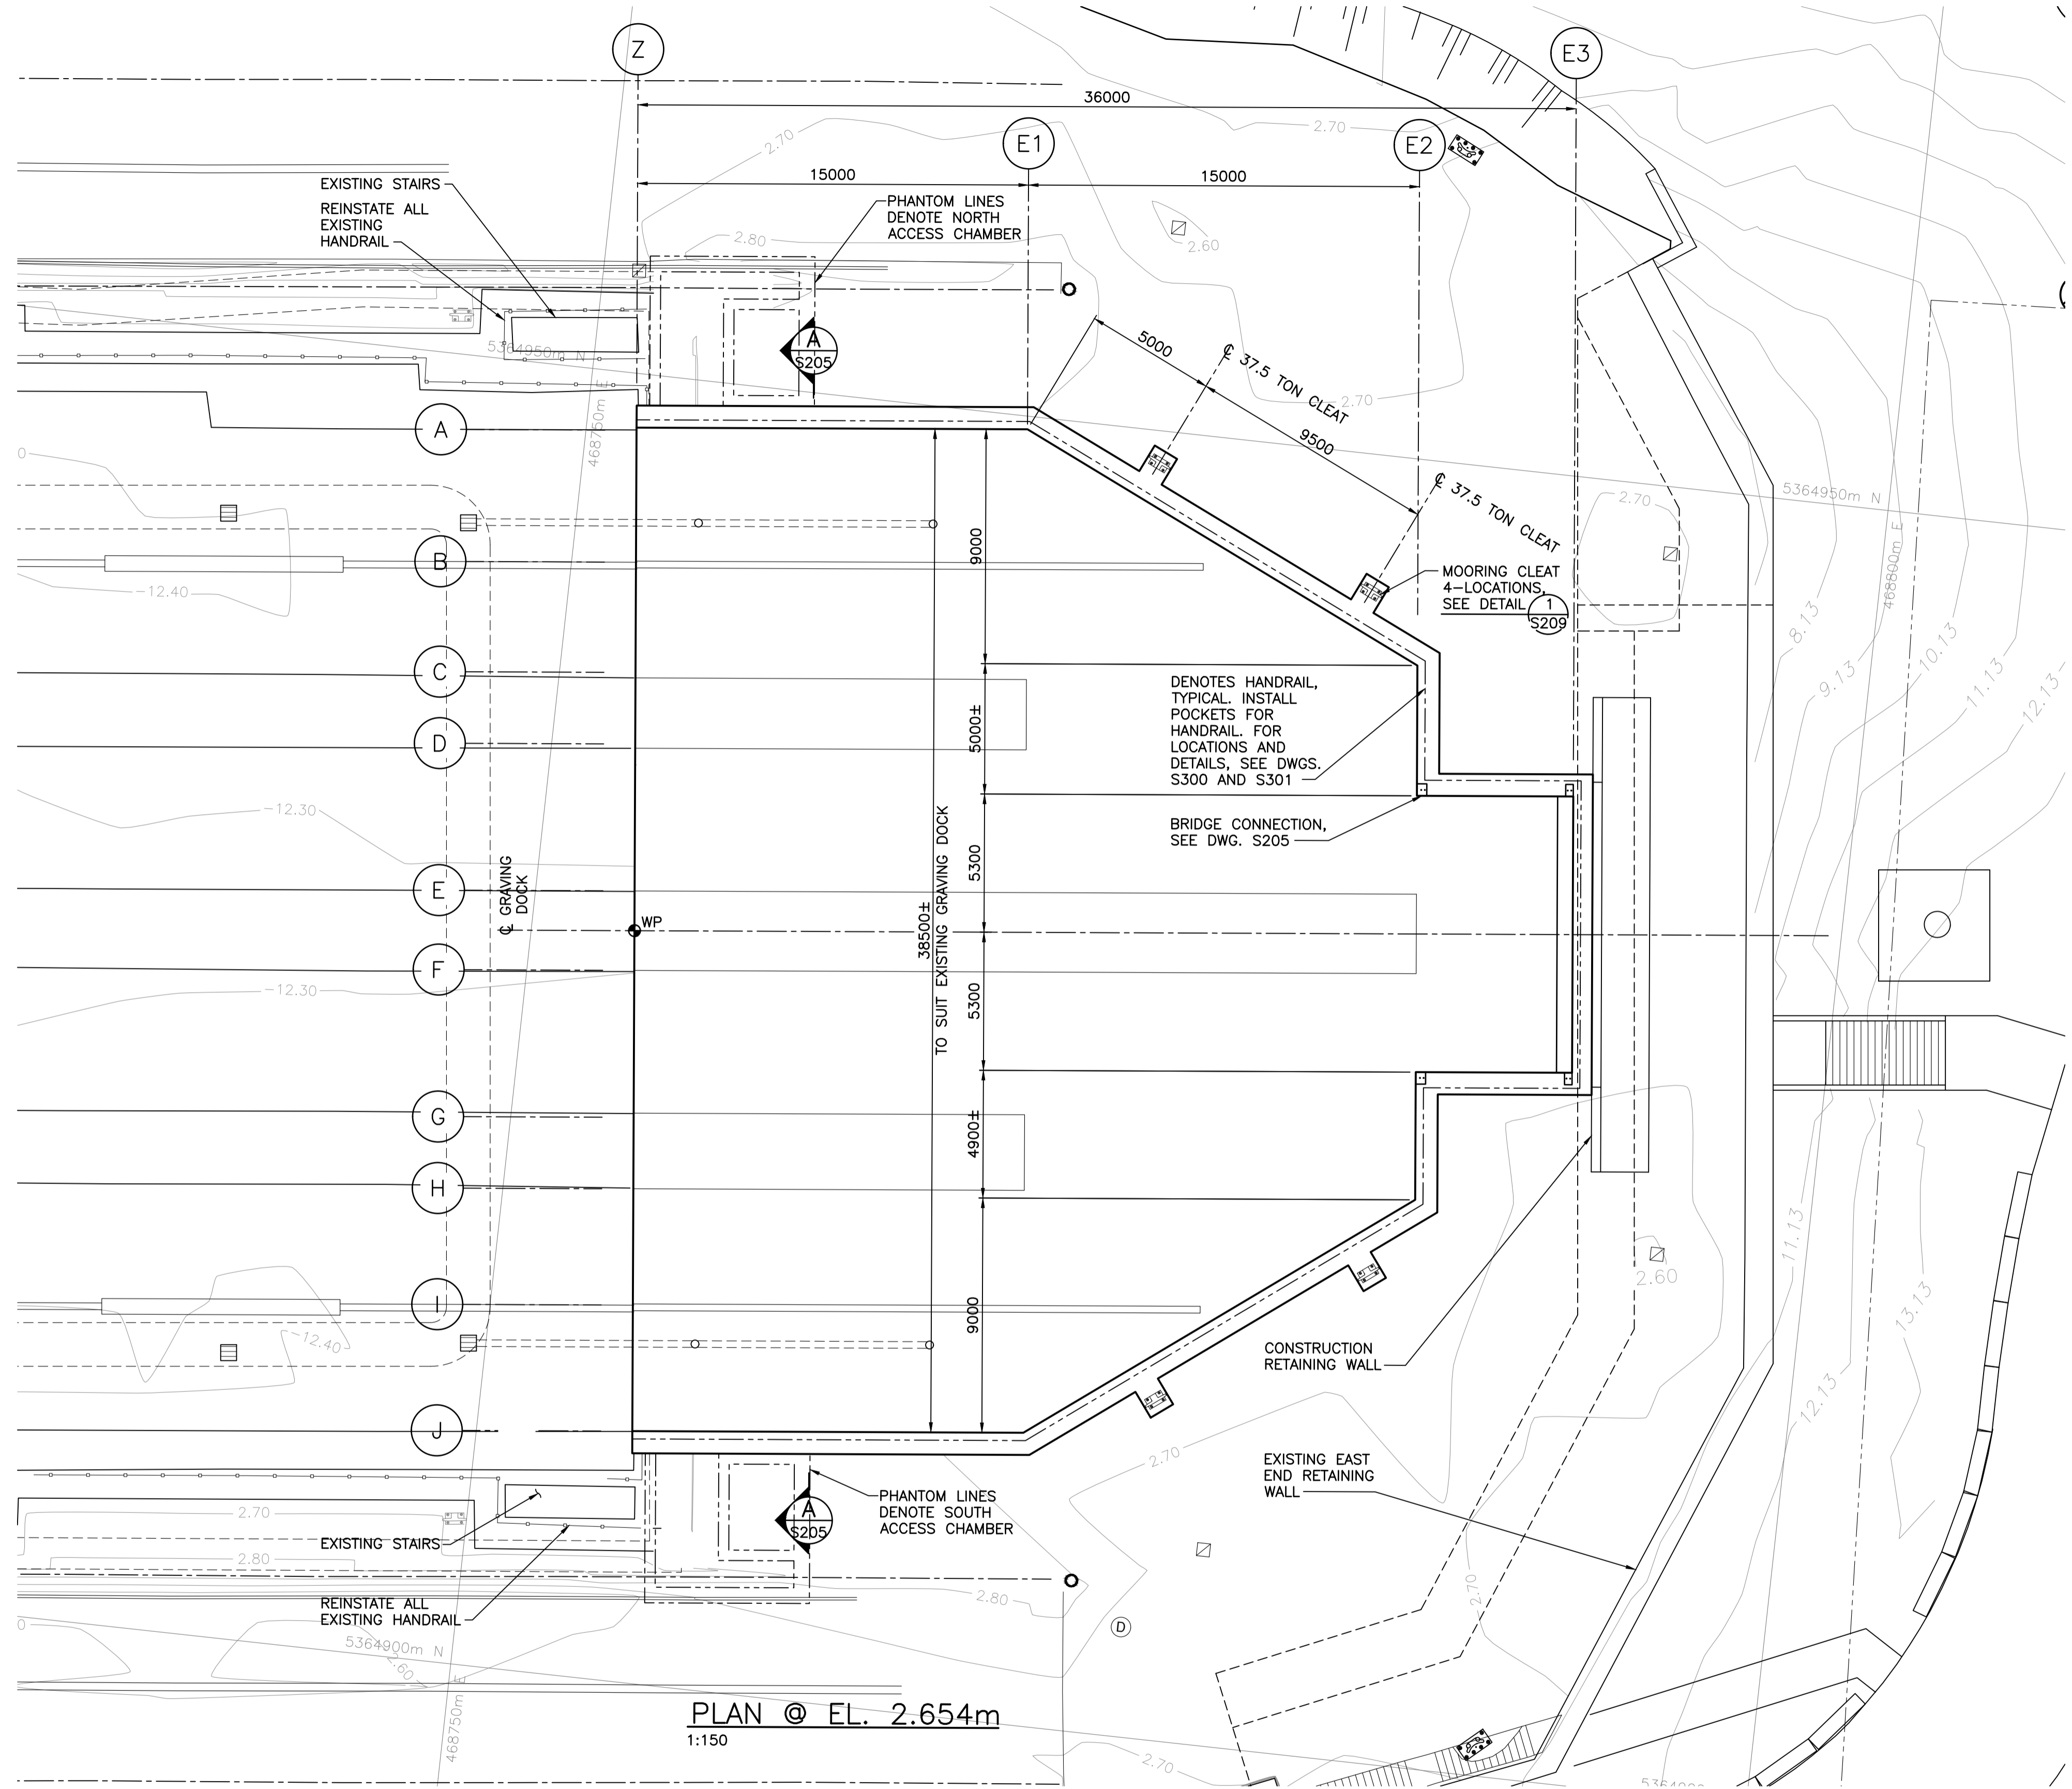 Z
E3
36000
E1
E2
15000
15000
2.70
2.70
EXISTING STAIRS
REINSTATE ALL
EXISTING
HANDRAIL
PHANTOM LINES
DENOTE NORTH
ACCESS CHAMBER
2.80
2.60
A
S205
5364950m N
468750m E
5000
℄ 37.5 TON CLEAT
9500
2.70
℄ 37.5 TON CLEAT
5364950m N
2.70
468800m E
A
0
B
-12.40
9000
MOORING CLEAT
4-LOCATIONS,
SEE DETAIL
1
S209
8.13
9.13
10.13
11.13
12.13
C
D
5000±
DENOTES HANDRAIL,
TYPICAL. INSTALL
POCKETS FOR
HANDRAIL. FOR
LOCATIONS AND
DETAILS, SEE DWGS.
S300 AND S301
-12.30
BRIDGE CONNECTION,
SEE DWG. S205
E
℄ GRAVING
DOCK
WP
38500±
TO SUIT EXISTING GRAVING DOCK
5300
F
-12.30
5300
G
4900±
H
I
9000
-12.40
11.13
2.60
13.13
12.13
CONSTRUCTION
RETAINING WALL
J
2.70
EXISTING EAST
END RETAINING
WALL
2.70
PHANTOM LINES
DENOTE SOUTH
ACCESS CHAMBER
A
S205
EXISTING STAIRS
2.80
REINSTATE ALL
EXISTING HANDRAIL
2.80
2.70
D
0
5364900m N
2.60
468750m E
PLAN @ EL. 2.654m
1:150
2.70